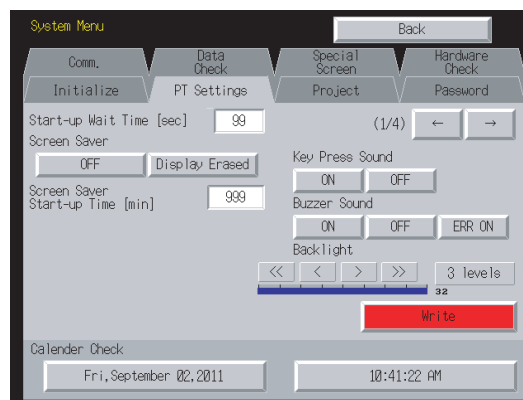 System Menu
Back
Comm.
Data
Check
Special
Screen
Hardware
Check
Initialize
PT Settings
Project
Password
Start-up Wait Time [sec]
99
(1/4)
←
→
Screen Saver
OFF
Display Erased
Key Press Sound
ON
OFF
Screen Saver
Start-up Time [min]
999
Buzzer Sound
ON
OFF
ERR ON
Backlight
<<
<
>
>>
3 levels
32
Write
Calender Check
Fri,September 02,2011
10:41:22 AM